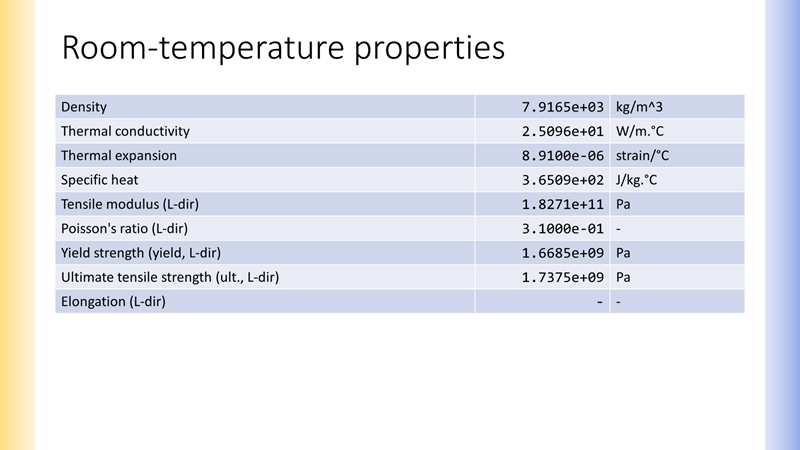 Room-temperature properties
Density 7.9165e+03 kg/m^3
Thermal conductivity 2.5096e+01 W/m.°C
Thermal expansion 8.9100e-06 strain/°C
Specific heat 3.6509e+02 J/kg.°C
Tensile modulus (L-dir) 1.8271e+11 Pa
Poisson's ratio (L-dir) 3.1000e-01 -
Yield strength (yield, L-dir) 1.6685e+09 Pa
Ultimate tensile strength (ult., L-dir) 1.7375e+09 Pa
Elongation (L-dir) - -